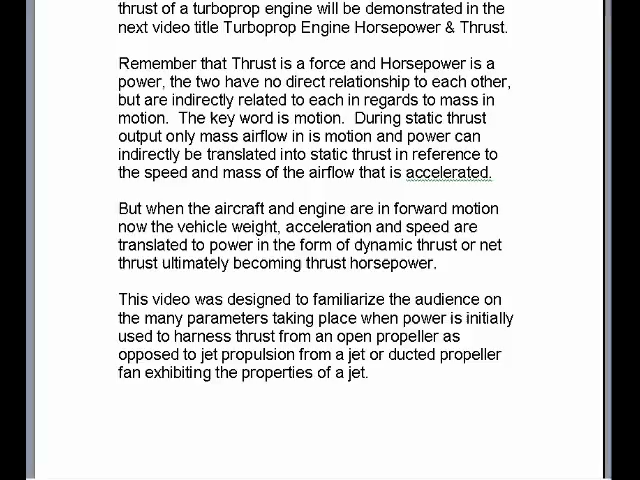 thrust of a turboprop engine will be demonstrated in the
next video title Turboprop Engine Horsepower & Thrust.
Remember that Thrust is a force and Horsepower is a
power, the two have no direct relationship to each other,
but are indirectly related to each in regards to mass in
motion.  The key word is motion.  During static thrust
output only mass airflow in is motion and power can
indirectly be translated into static thrust in reference to
the speed and mass of the airflow that is accelerated.
But when the aircraft and engine are in forward motion
now the vehicle weight, acceleration and speed are
translated to power in the form of dynamic thrust or net
thrust ultimately becoming thrust horsepower.
This video was designed to familiarize the audience on
the many parameters taking place when power is initially
used to harness thrust from an open propeller as
opposed to jet propulsion from a jet or ducted propeller
fan exhibiting the properties of a jet.